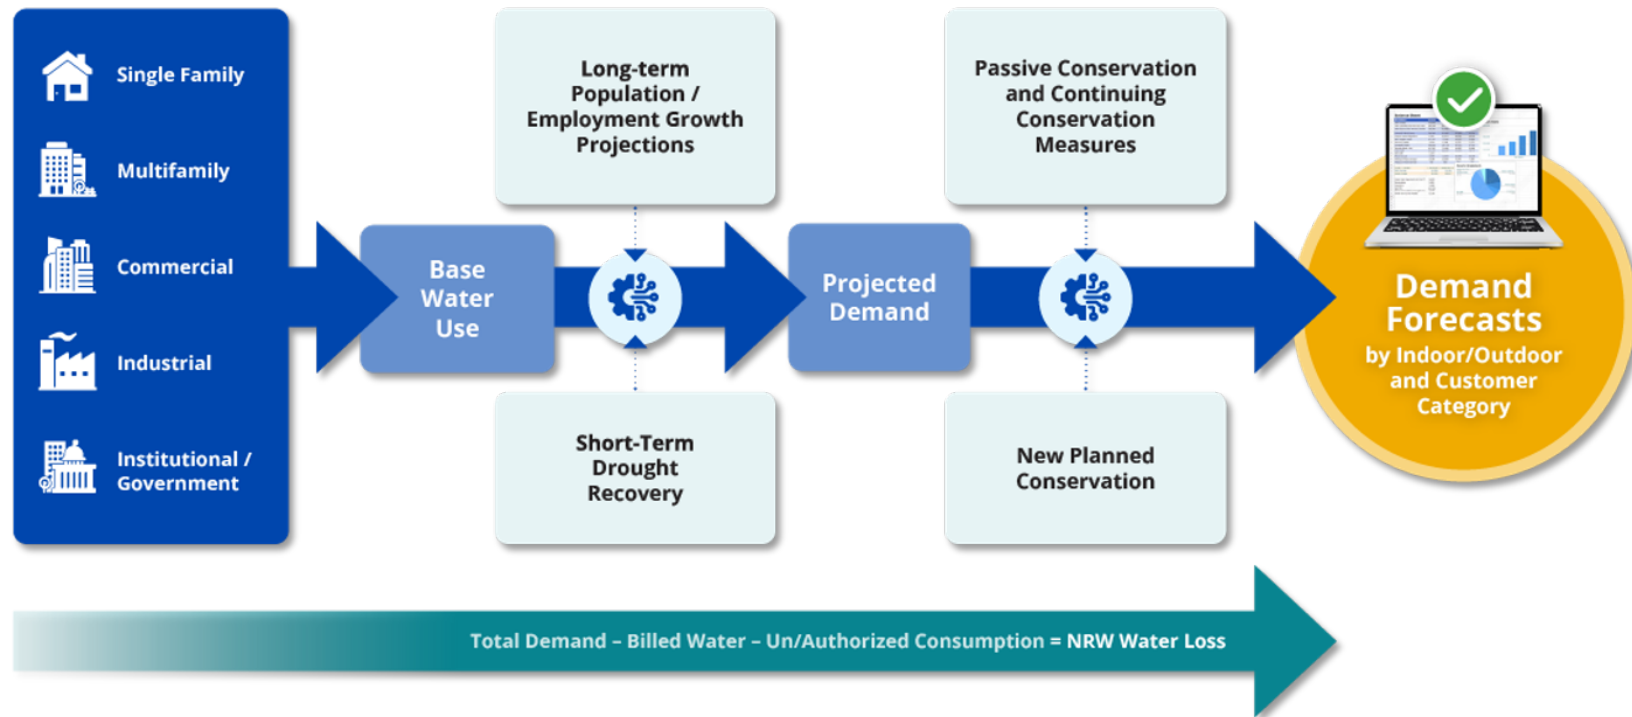 Single Family
Multifamily
Commercial
Industrial
Institutional /
Government
Base
Water
Use
Long-term
Population /
Employment Growth
Projections
Short-Term
Drought
Recovery
Projected
Demand
Passive Conservation
and Continuing
Conservation
Measures
New Planned
Conservation
Demand
Forecasts
by Indoor/Outdoor
and Customer
Category
Total Demand – Billed Water – Un/Authorized Consumption = NRW Water Loss